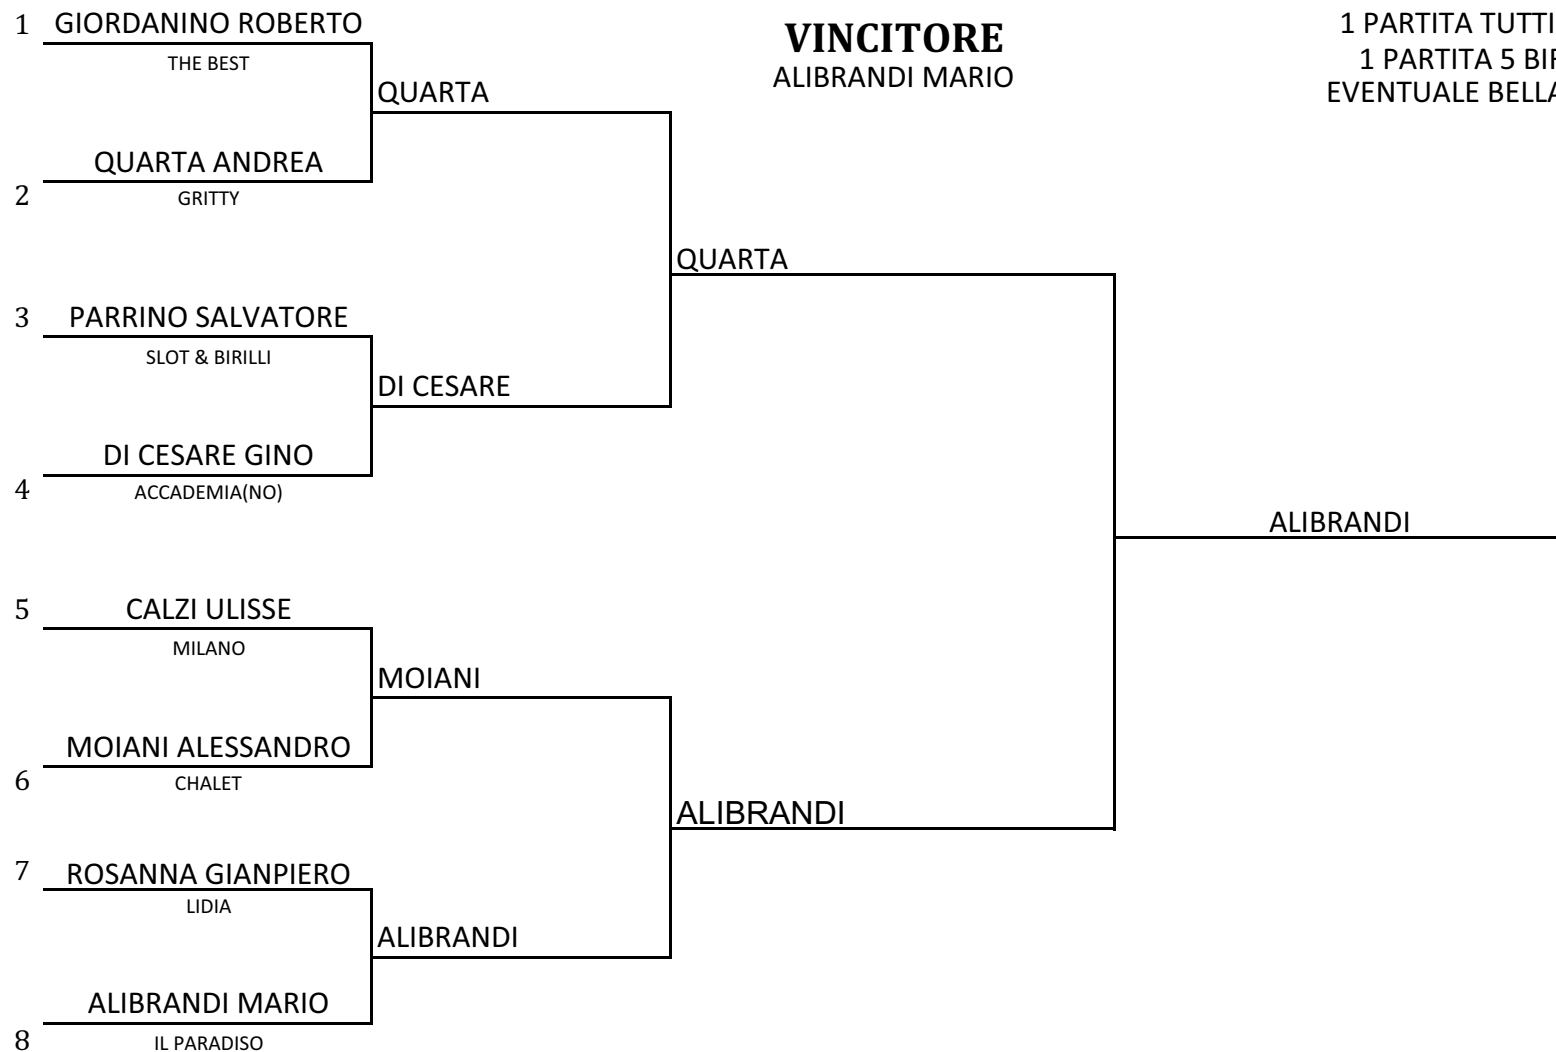 1 GIORDANINO ROBERTO
THE BEST
VINCITORE
ALIBRANDI MARIO
1 PARTITA TUTTI
1 PARTITA 5
EVENTUALE
QUARTA
QUARTA ANDREA
2
GRITTY
QUARTA
3 PARRINO SALVATORE
SLOT & BIRILLI
DI CESARE
DI CESARE GINO
4
ACCADEMIA(NO)
ALIBRANDI
5 CALZI ULISSE
MILANO
MOIANI
MOIANI ALESSANDRO
6
CHALET
ALIBRANDI
7 ROSANNA GIANPIERO
LIDIA
ALIBRANDI
ALIBRANDI MARIO
8
IL PARADISO